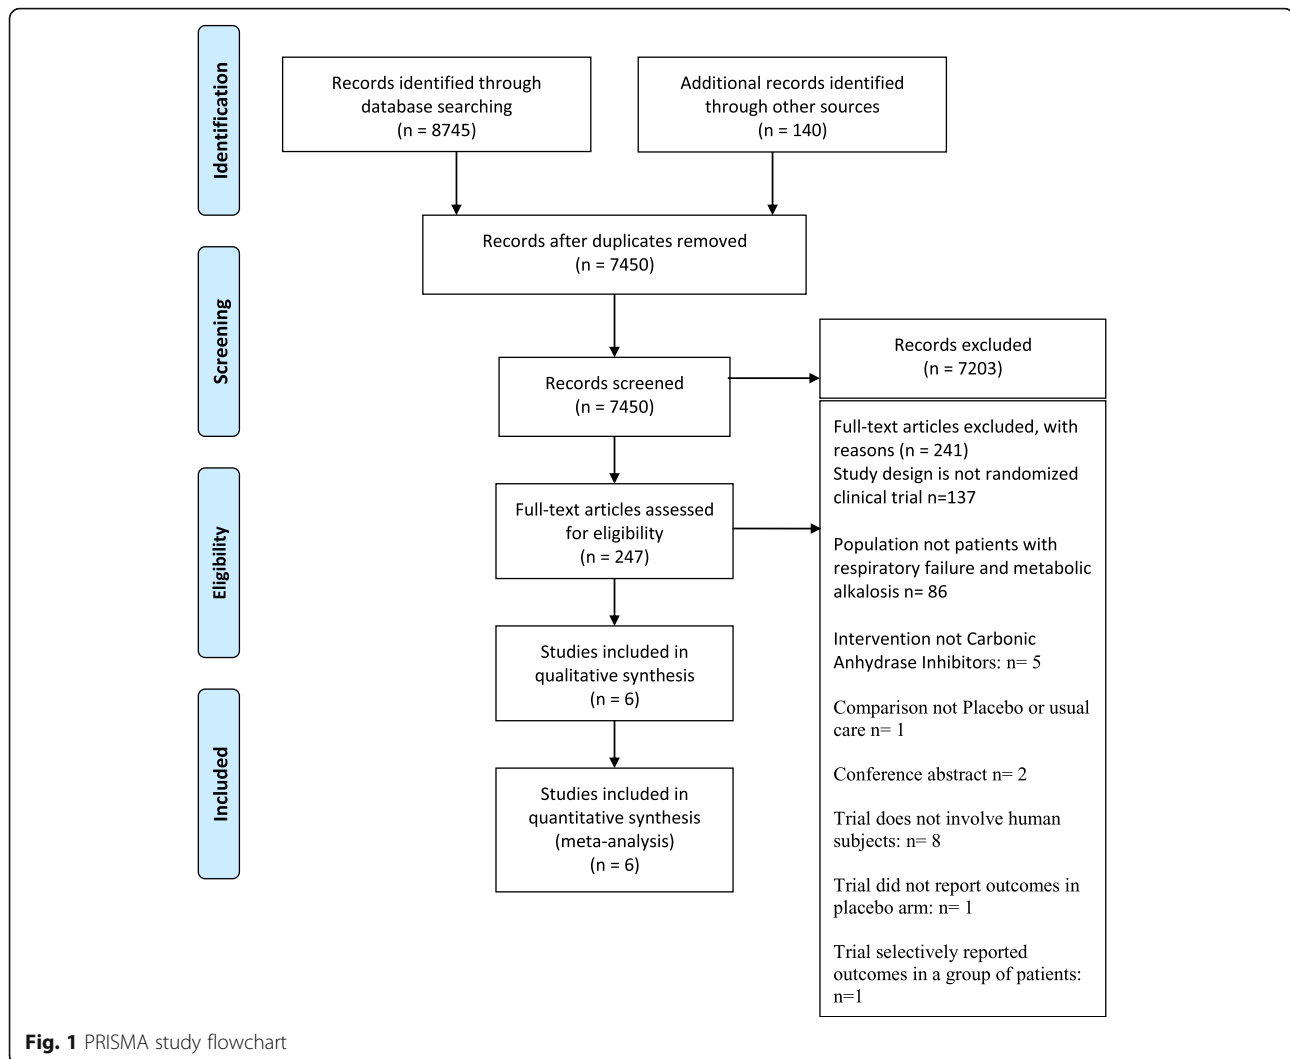 Identification
Records identified through
database searching
(n = 8745)
Additional records identified
through other sources
(n = 140)
Records after duplicates removed
(n = 7450)
Screening
Records screened
(n = 7450)
Records excluded
(n = 7203)
Eligibility
Full-text articles assessed
for eligibility
(n = 247)
Full-text articles excluded, with
reasons (n = 241)
Study design is not randomized
clinical trial n=137
Population not patients with
respiratory failure and metabolic
alkalosis n= 86
Intervention not Carbonic
Anhydrase Inhibitors: n= 5
Comparison not Placebo or usual
care n= 1
Conference abstract n= 2
Trial does not involve human
subjects: n= 8
Trial did not report outcomes in
placebo arm: n= 1
Trial selectively reported
outcomes in a group of patients:
n=1
Studies included in
qualitative synthesis
(n = 6)
Included
Studies included in
quantitative synthesis
(meta-analysis)
(n = 6)
Fig. 1 PRISMA study flowchart